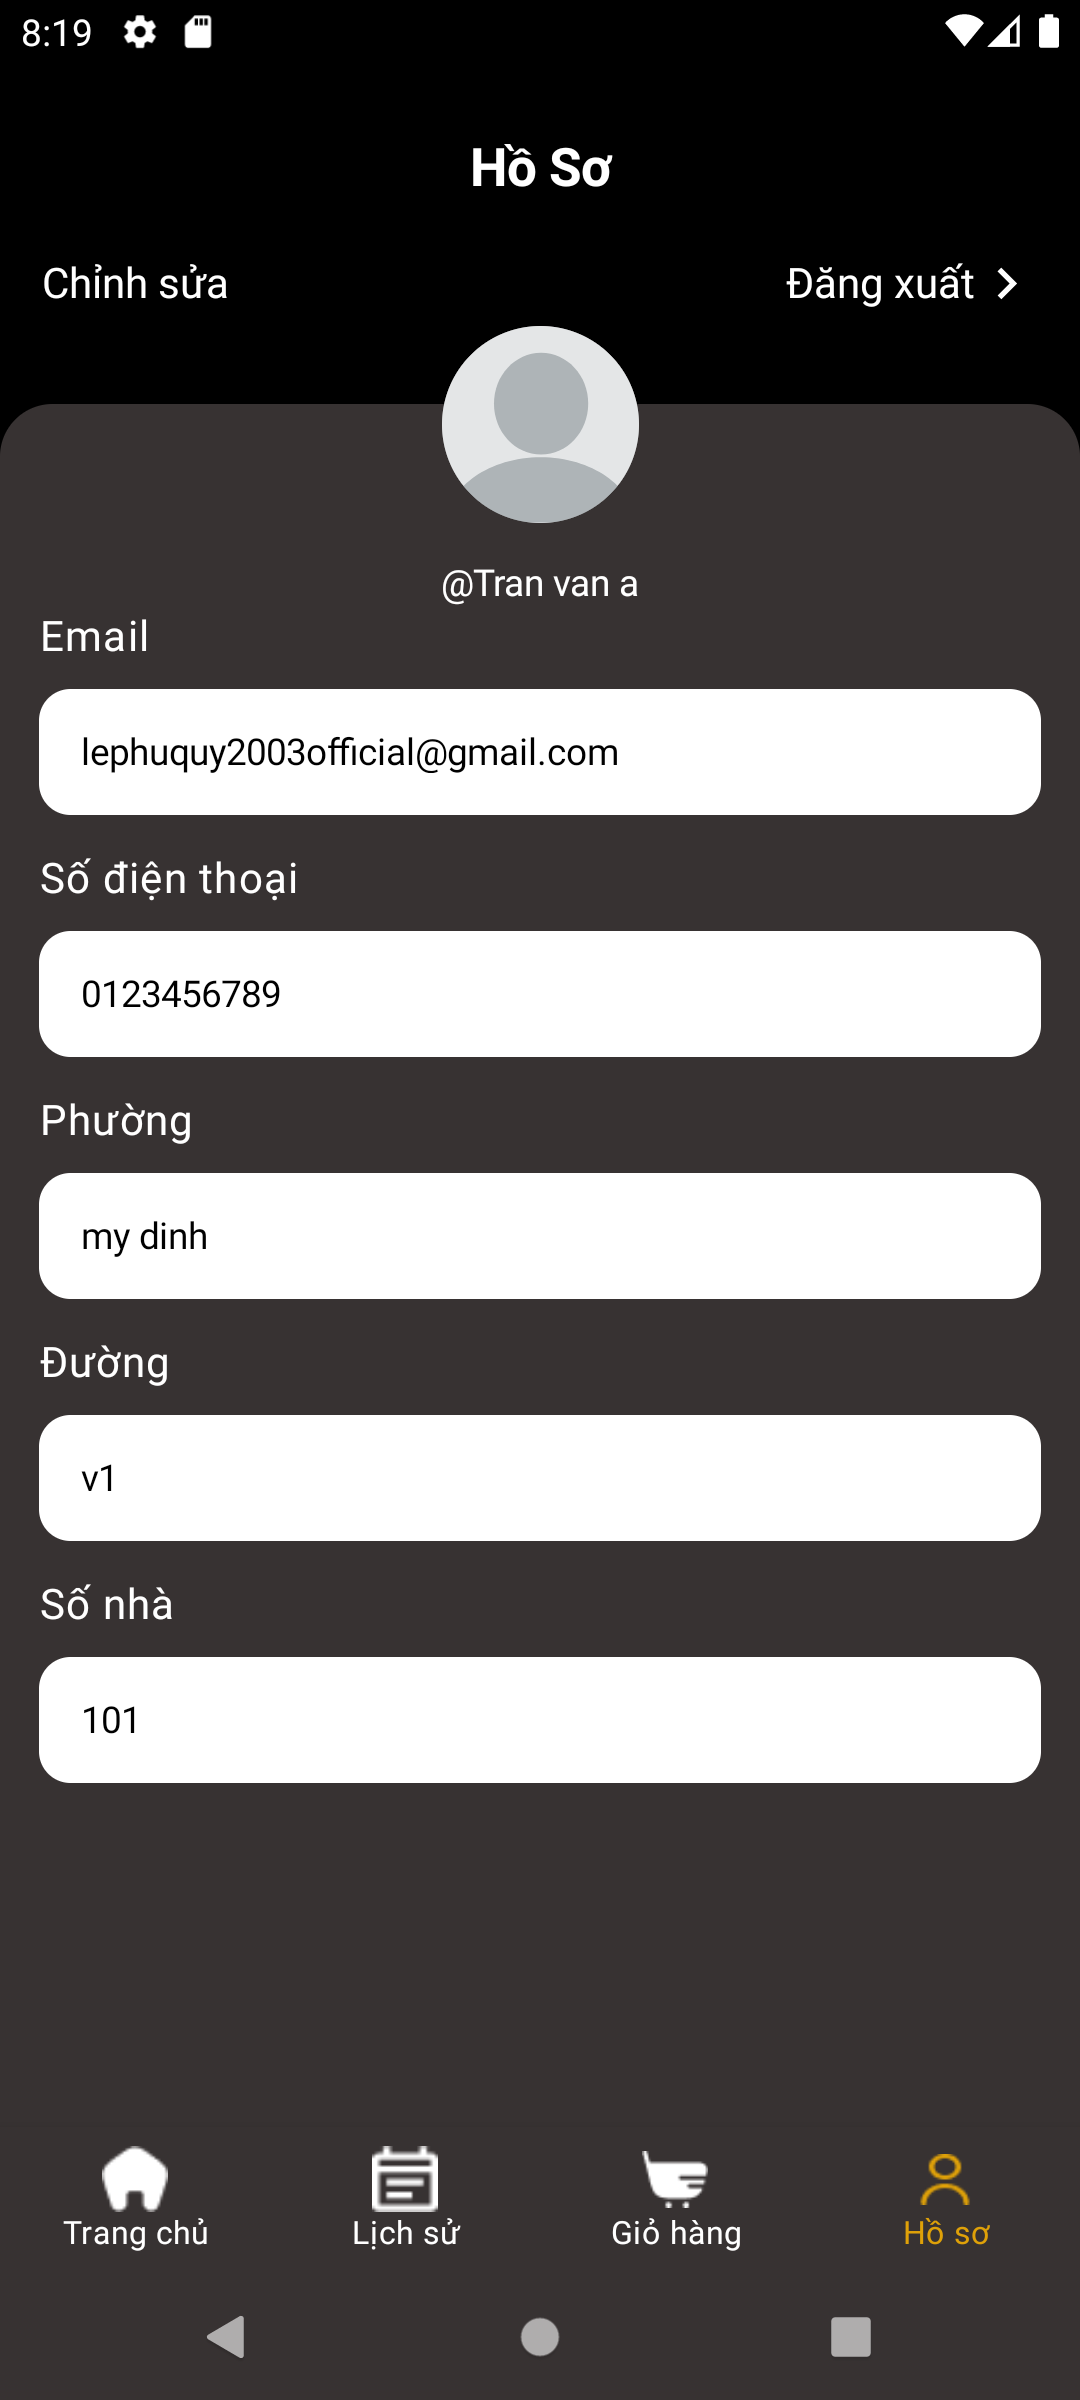 8:19
Hồ Sơ
Chỉnh sửa
Đăng xuất
@Tran van a
Email
lephuquy2003official@gmail.com
Số điện thoại
0123456789
Phường
my dinh
Đường
v1
Số nhà
101
Trang chủ
Lịch sử
Giỏ hàng
Hồ sơ